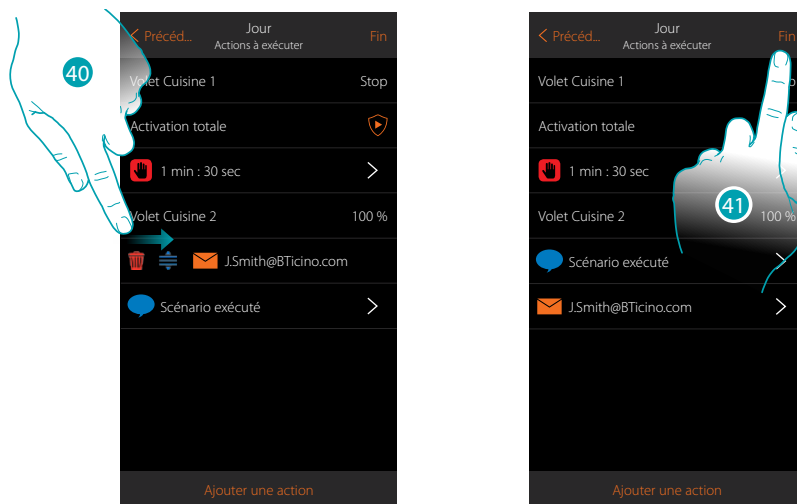 40
Précéd...
Jour
Actions à exécuter
Fin
Volet Cuisine 1
Stop
Activation totale
1 min : 30 sec
Volet Cuisine 2
100 %
J.Smith@BTicino.com
Scénario exécuté
Ajouter une action
Précéd...
Jour
Actions à exécuter
Fin
Volet Cuisine 1
Activation totale
1 min : 30 sec
Volet Cuisine 2
41
100 %
Scénario exécuté
J.Smith@BTicino.com
Ajouter une action